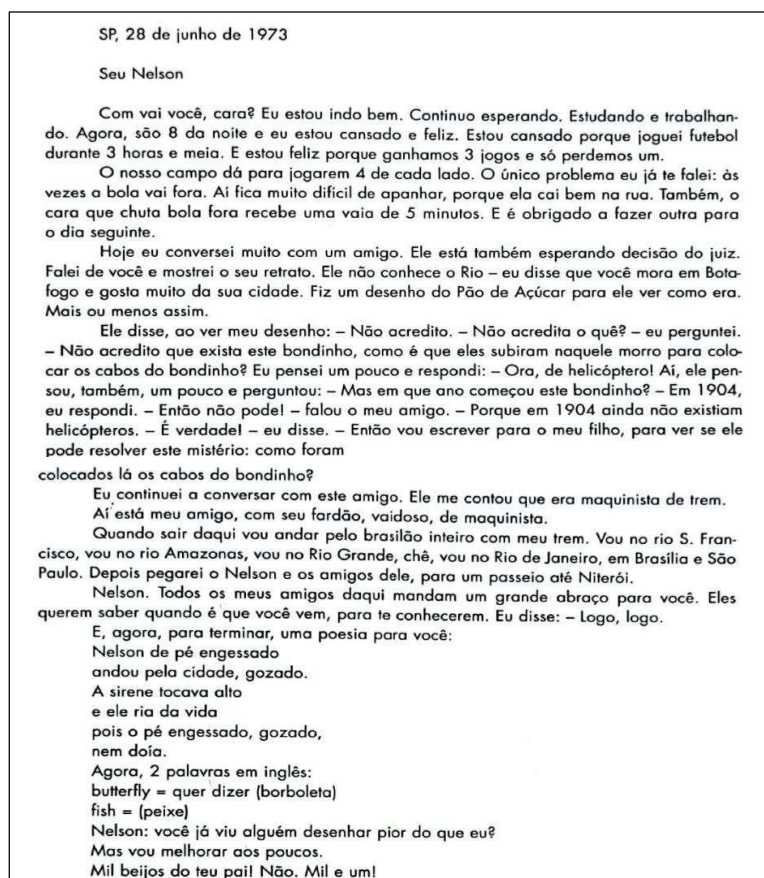 SP, 28 de junho de 1973
Seu Nelson
Com vai você, cara? Eu estou indo bem. Continuo esperando. Estudando e trabalhan-
do. Agora, são 8 da noite e eu estou cansado e feliz. Estou cansado porque joguei futebol
durante 3 horas e meia. E estou feliz porque ganhamos 3 jogos e só perdemos um.
O nosso campo dá para jogarem 4 de cada lado. O único problema eu já te falei: às
vezes a bola vai fora. Aí fica muito difícil de apanhar, porque ela cai bem na rua. Também, o
cara que chuta bola fora recebe uma vaia de 5 minutos. E é obrigado a fazer outra para
o dia seguinte.
Hoje eu conversei muito com um amigo. Ele está também esperando decisão do juiz.
Falei de você e mostrei o seu retrato. Ele não conhece o Rio – eu disse que você mora em Bota-
fogo e gosta muito da sua cidade. Fiz um desenho do Pão de Açúcar para ele ver como era.
Mais ou menos assim.
Ele disse, ao ver meu desenho: – Não acredito. – Não acredita o quê? – eu perguntei.
– Não acredito que exista este bondinho, como é que eles subiram naquele morro para colo-
car os cabos do bondinho? Eu pensei um pouco e respondi: – Ora, de helicóptero! Aí, ele pen-
sou, também, um pouco e perguntou: – Mas em que ano começou este bondinho? – Em 1904,
eu respondi. – Então não pode! – falou o meu amigo. – Porque em 1904 ainda não existiam
helicópteros. – É verdade! – eu disse. – Então vou escrever para o meu filho, para ver se ele
pode resolver este mistério: como foram
colocados lá os cabos do bondinho?
Eu continuei a conversar com este amigo. Ele me contou que era maquinista de trem.
Aí está meu amigo, com seu fardão, vaidoso, de maquinista.
Quando sair daqui vou andar pelo brasilão inteiro com meu trem. Vou no rio S. Fran-
cisco, vou no rio Amazonas, vou no Rio Grande, chê, vou no Rio de Janeiro, em Brasília e São
Paulo. Depois pegarei o Nelson e os amigos dele, para um passeio até Niterói.
Nelson. Todos os meus amigos daqui mandam um grande abraço para você. Eles
querem saber quando é que você vem, para te conhecerem. Eu disse: – Logo, logo.
E, agora, para terminar, uma poesia para você:
Nelson de pé engessado
andou pela cidade, gozado.
A sirene tocava alto
e ele ria da vida
pois o pé engessado, gozado,
nem doía.
Agora, 2 palavras em inglês:
butterfly = quer dizer (borboleta)
fish = (peixe)
Nelson: você já viu alguém desenhar pior do que eu?
Mas vou melhorar aos poucos.
Mil beijos do teu pai! Não. Mil e um!